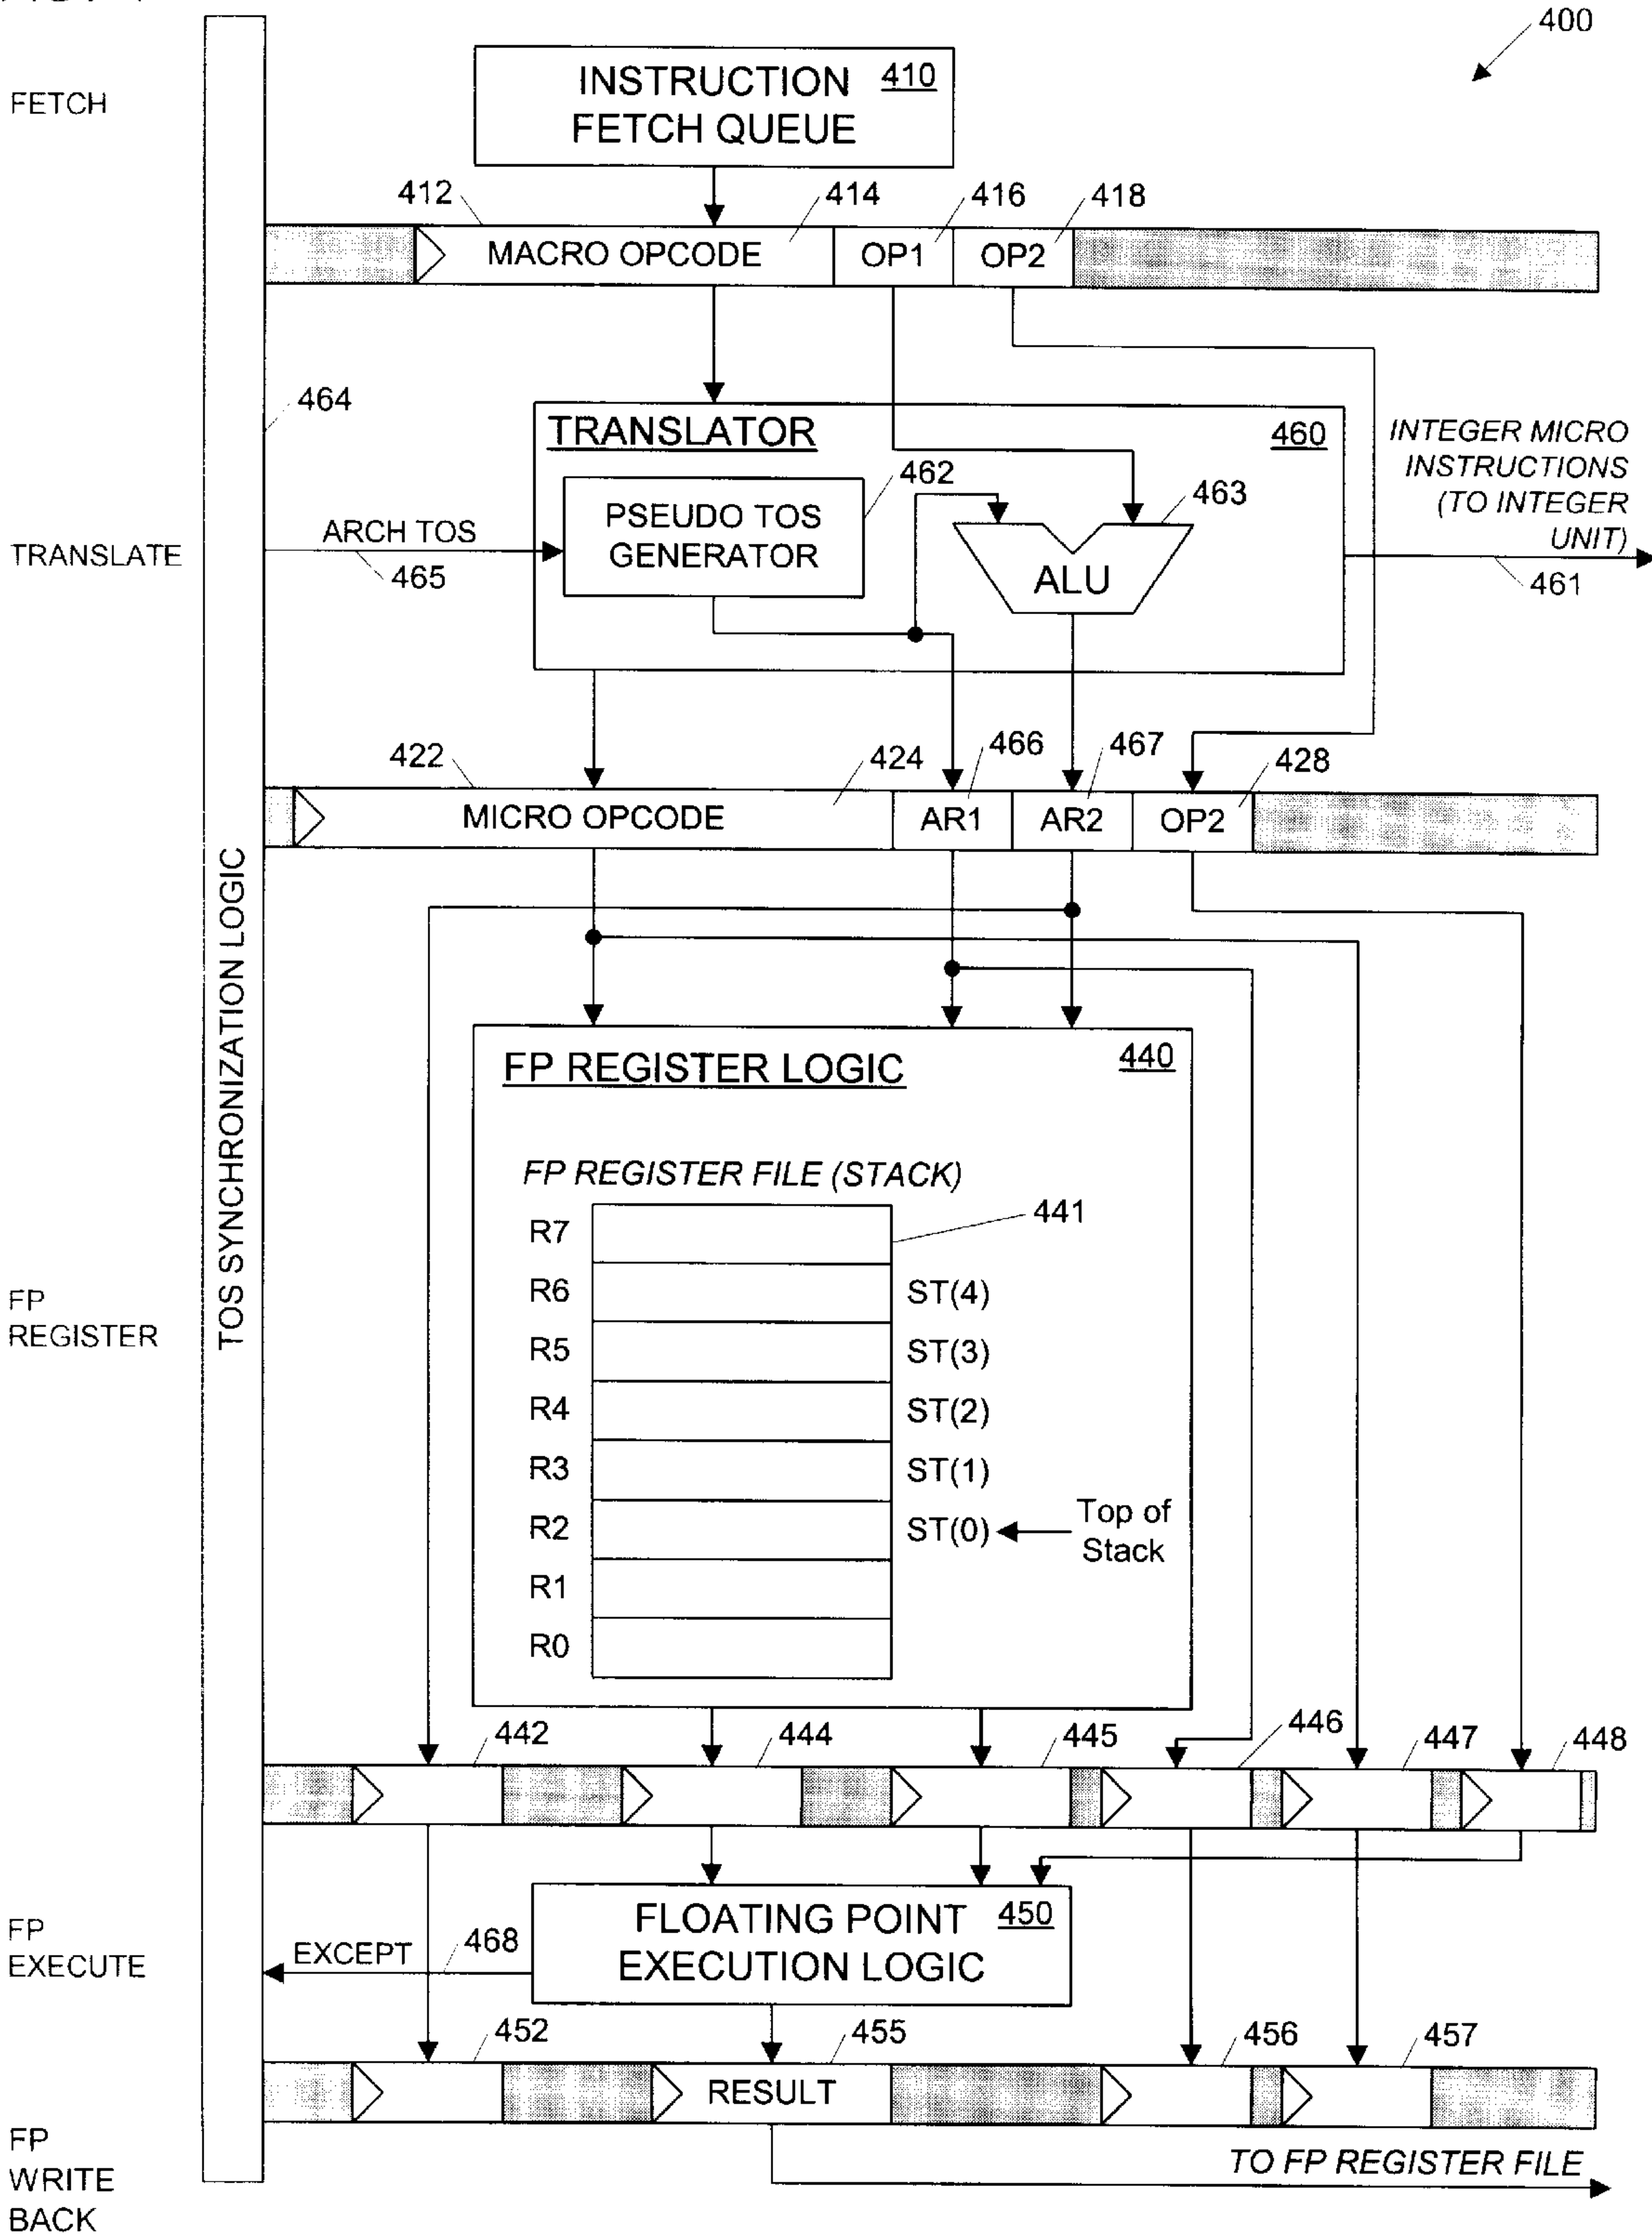 400
FETCH
INSTRUCTION 410
FETCH QUEUE
412
414
416
418
MACRO OPCODE
OP1
OP2
464
TRANSLATOR
460
INTEGER MICRO
INSTRUCTIONS
(TO INTEGER
UNIT)
462
463
PSEUDO TOS
GENERATOR
ARCH TOS
465
TRANSLATE
ALU
461
422
424
466
467
428
MICRO OPCODE
AR1
AR2
OP2
TOS SYNCHRONIZATION LOGIC
FP REGISTER LOGIC
440
FP REGISTER FILE (STACK)
441
R7
R6 ST(4)
R5 ST(3)
R4 ST(2)
R3 ST(1)
R2 ST(0)
Top of
Stack
R1
R0
FP
REGISTER
442
444
445
446
447
448
FP
EXECUTE
FLOATING POINT 450
EXECUTION LOGIC
EXCEPT
468
452
455
456
457
RESULT
FP
WRITE
BACK
TO FP REGISTER FILE